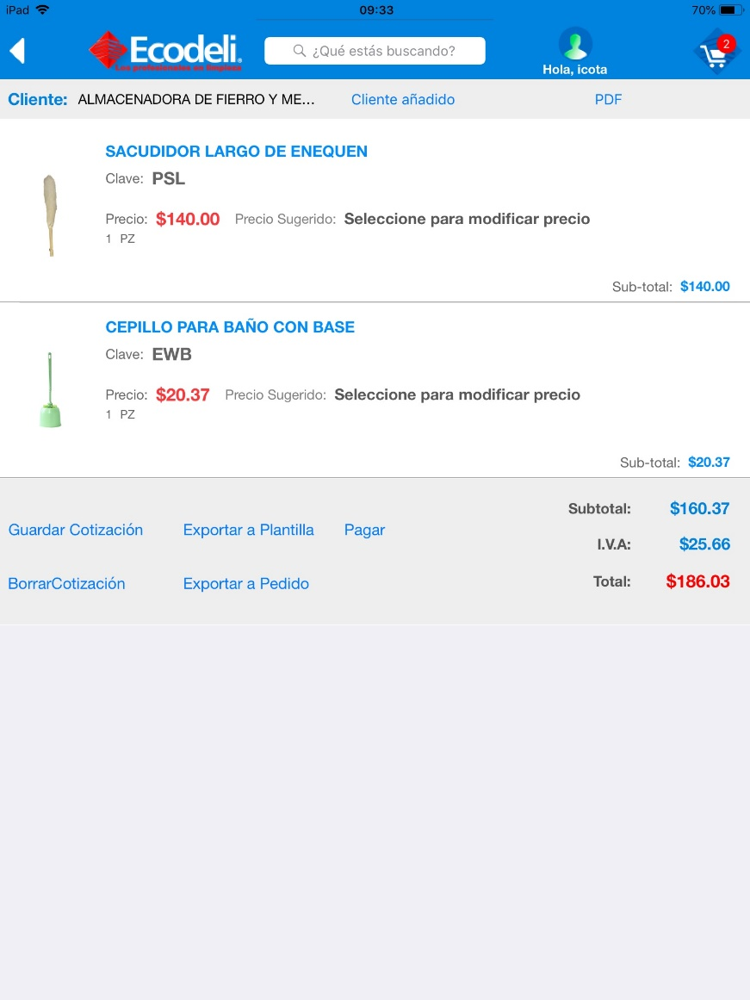 iPad 09:33 70%
Ecodeli®
Los profesionales en limpieza
¿Qué estás buscando?
Hola, icota
2
Cliente: ALMACENADORA DE FIERRO Y ME... Cliente añadido PDF
SACUDIDOR LARGO DE ENEQUEN
Clave: PSL
Precio: $140.00 Precio Sugerido: Seleccione para modificar precio
1 PZ
Sub-total: $140.00
CEPILLO PARA BAÑO CON BASE
Clave: EWB
Precio: $20.37 Precio Sugerido: Seleccione para modificar precio
1 PZ
Sub-total: $20.37
Subtotal: $160.37
Guardar Cotización Exportar a Plantilla Pagar
I.V.A: $25.66
BorrarCotización Exportar a Pedido
Total: $186.03